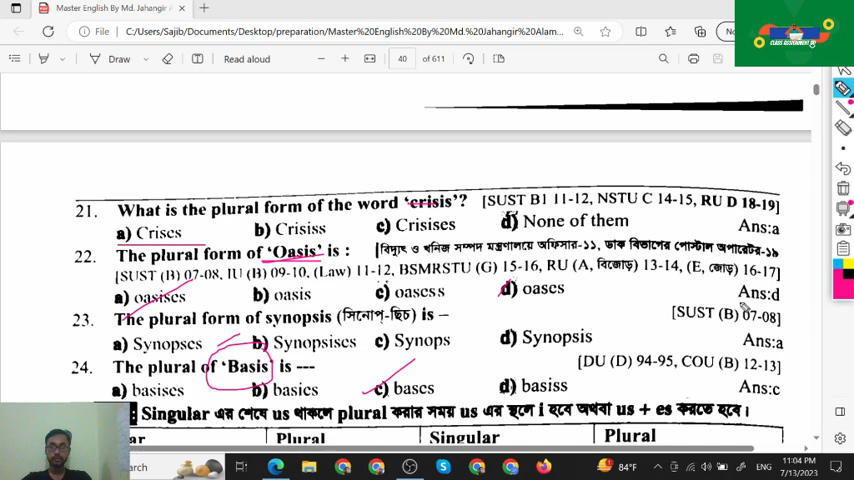 Master English By Md. Jahangir A
File
C:/Users/Sajib/Documents/Desktop/preparation/Master%20English%20By%20Md.%20Jahangir%20Alam...
Draw
Read aloud
40 of 611
CLASS ASSIGNMENT BD
21. What is the plural form of the word 'crisis'? [SUST B1 11-12, NSTU C 14-15, RU D 18-19]
a) Crises b) Crisiss c) Crisises d) None of them Ans:a
22. The plural form of 'Oasis' is : [বিদ্যুৎ ও খনিজ সম্পদ মন্ত্রণালয়ে অফিসার-১১, ডাক বিভাগের পোস্টাল অপারেটর-১৯
[SUST (B) 07-08, IU (B) 09-10, (Law) 11-12, BSMRSTU (G) 15-16, RU (A, বিজোড়) 13-14, (E, জোড়) 16-17]
a) oasises b) oasis c) oasess d) oases Ans:d
23. The plural form of synopsis (সিনোপ্-ছিচ) is – [SUST (B) 07-08]
a) Synopses b) Synopsises c) Synops d) Synopsis Ans:a
24. The plural of 'Basis' is --- [DU (D) 94-95, COU (B) 12-13]
a) basises b) basics c) bases d) basiss Ans:c
Singular এর শেষে us থাকলে plural করার সময় us এর স্থলে i হবে অথবা us + es করতে হবে।
Plural Singular Plural
84°F
ENG
11:04 PM
7/13/2023